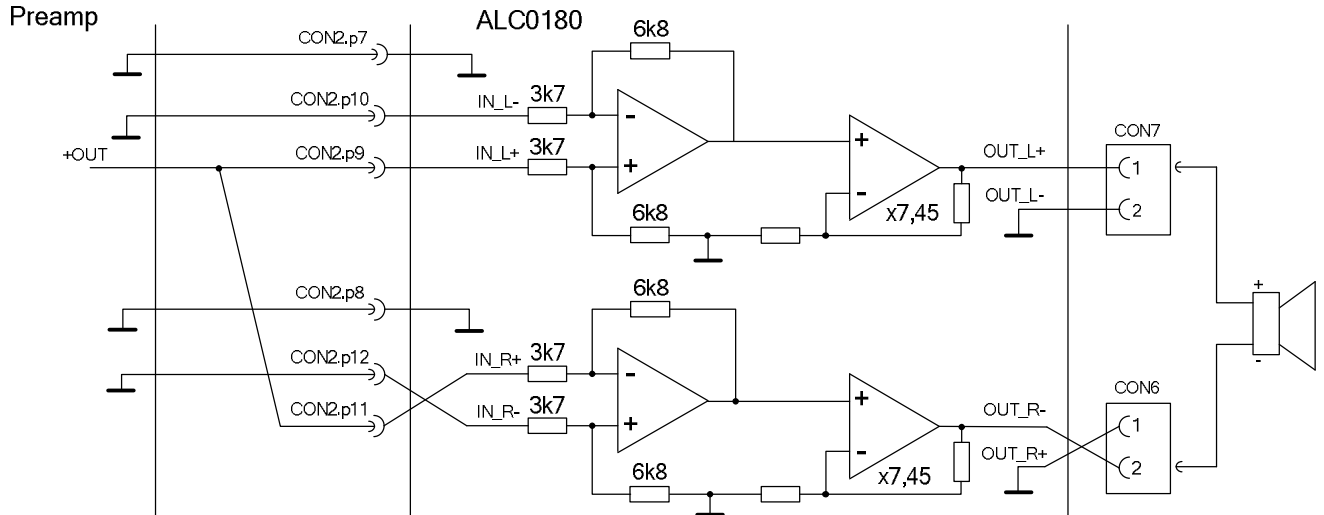 Preamp
ALC0180
CON2.p7
6k8
CON2.p10
IN_L-
3k7
-
+
CON7
+OUT
CON2.p9
IN_L+
3k7
+
-
OUT_L+
1
6k8
x7,45
OUT_L-
2
CON2.p8
6k8
+
-
CON2.p12
IN_R+
3k7
-
+
CON6
CON2.p11
IN_R-
3k7
+
-
OUT_R-
1
6k8
x7,45
OUT_R+
2